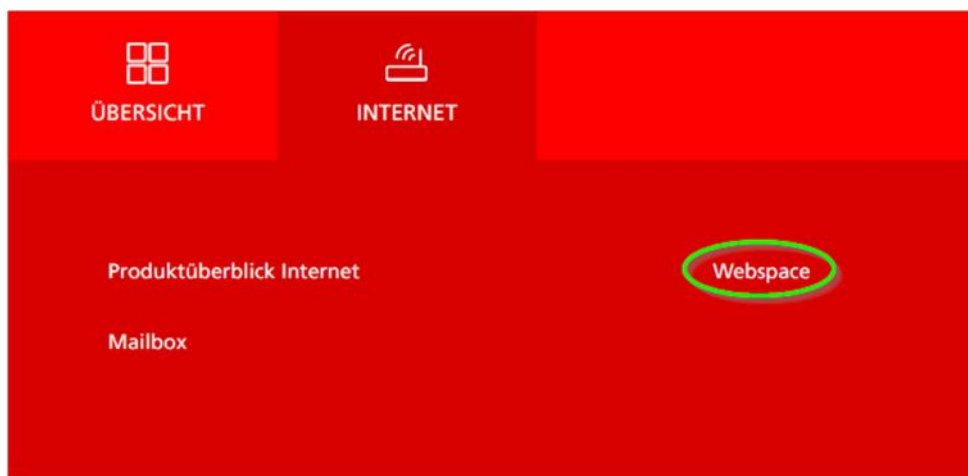 ÜBERSICHT
INTERNET
Produktüberblick Internet
Webspace
Mailbox